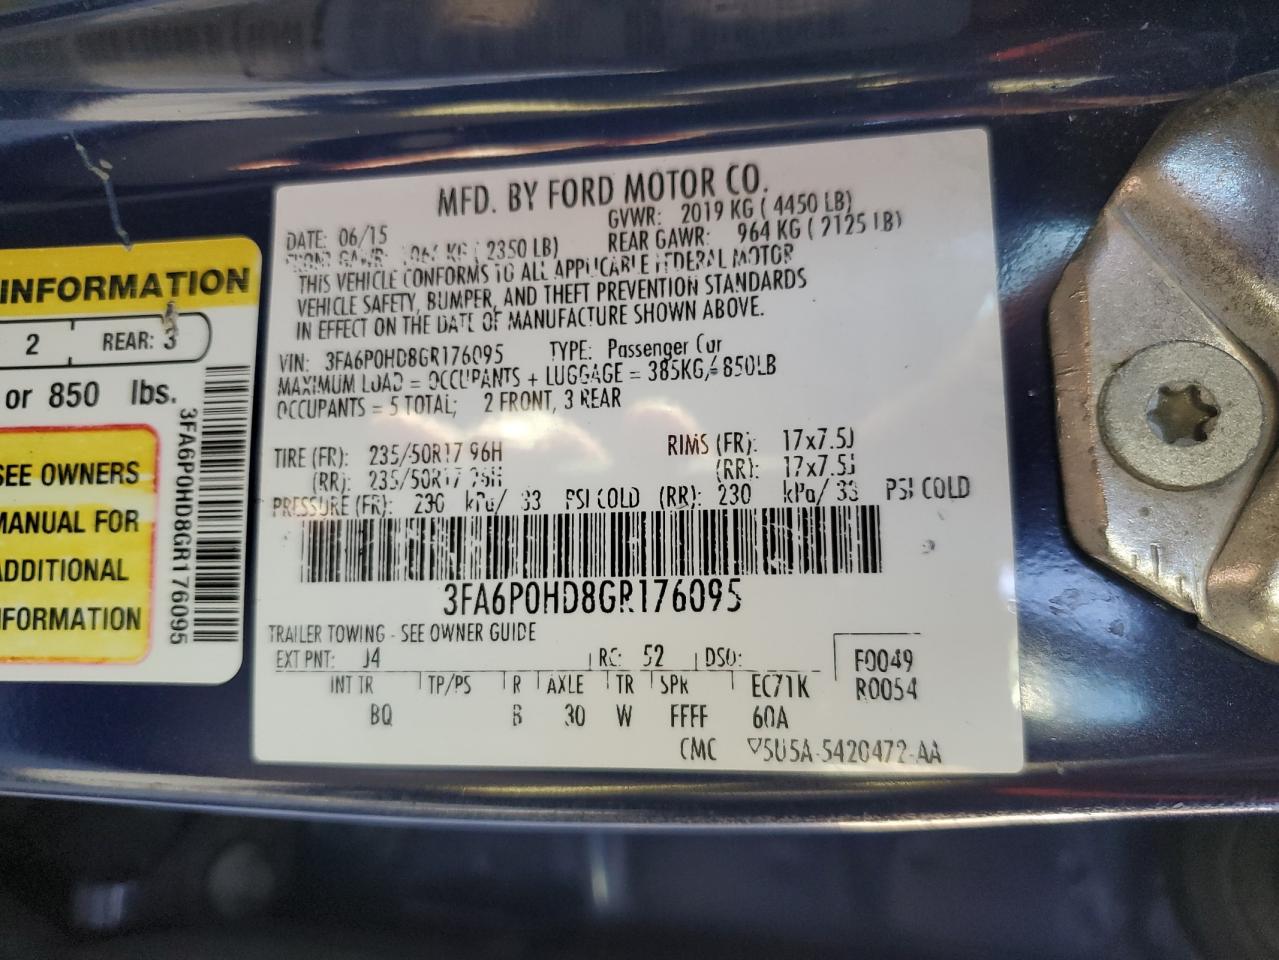 INFORMATION
2 REAR: 3
or 850 lbs.
SEE OWNERS
MANUAL FOR
ADDITIONAL
INFORMATION
3FA6P0HD8GR176095
MFD. BY FORD MOTOR CO.
DATE: 06/15 GVWR: 2019 KG ( 4450 LB)
FRONT GAWR: KG ( 2350 LB) REAR GAWR: 964 KG ( 2125 LB)
THIS VEHICLE CONFORMS TO ALL APPLICABLE FEDERAL MOTOR
VEHICLE SAFETY, BUMPER, AND THEFT PREVENTION STANDARDS
IN EFFECT ON THE DATE OF MANUFACTURE SHOWN ABOVE.
VIN: 3FA6P0HD8GR176095 TYPE: Passenger Car
MAXIMUM LOAD = OCCUPANTS + LUGGAGE = 385KG/ 850LB
OCCUPANTS = 5 TOTAL; 2 FRONT, 3 REAR
TIRE (FR): 235/50R17 96H RIMS (FR): 17x7.5J
(RR): 235/50R17 96H (RR): 17x7.5J
PRESSURE (FR): 230 kPa/ 33 PSI COLD (RR): 230 kPa/ 33 PSI COLD
3FA6P0HD8GR176095
TRAILER TOWING - SEE OWNER GUIDE
EXT PNT: J4 RC: 52 DSO: F0049
INT TR TP/PS R AXLE TR SPR EC71K R0054
BQ B 30 W FFFF 60A
CMC ▽5U5A-5420472-AA